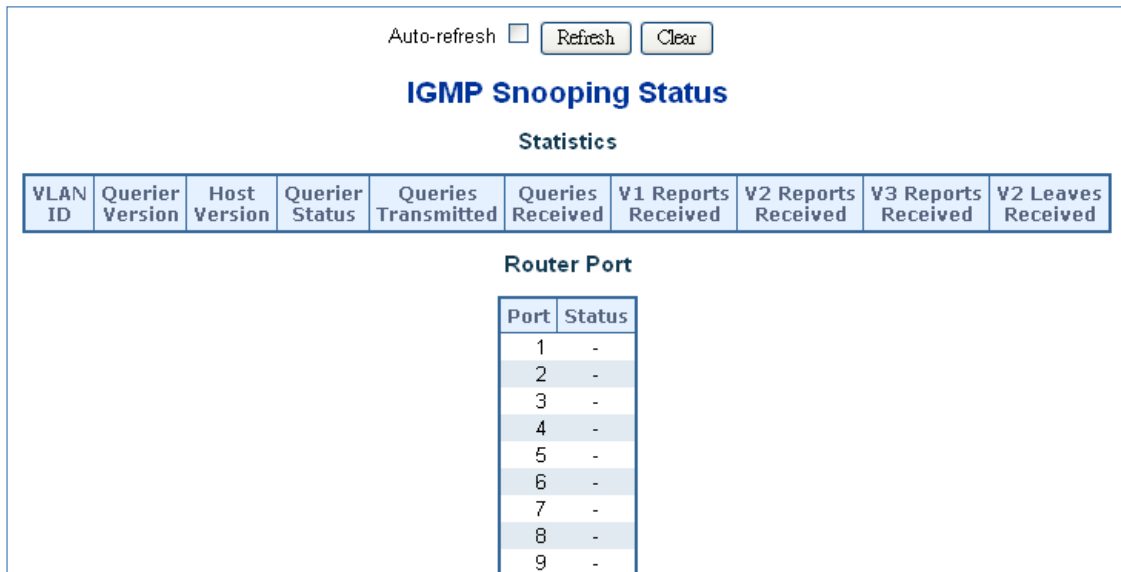 Auto-refresh Refresh Clear
IGMP Snooping Status
Statistics
VLAN ID Querier Version Host Version Querier Status Queries Transmitted Queries Received V1 Reports Received V2 Reports Received V3 Reports Received V2 Leaves Received
Router Port
Port Status
1 -
2 -
3 -
4 -
5 -
6 -
7 -
8 -
9 -